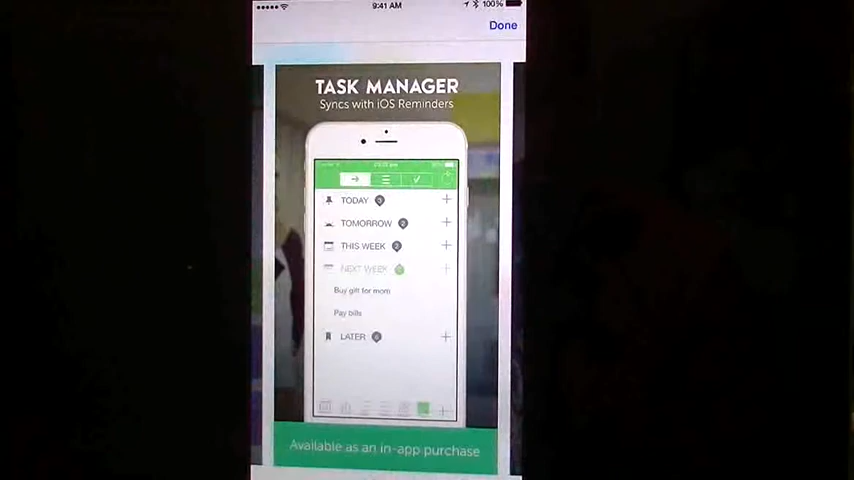 9:41 AM
100%
Done
TASK MANAGER
Syncs with iOS Reminders
TODAY
TOMORROW
THIS WEEK 2
NEXT WEEK
Buy gift for mom
Pay bills
LATER
Available as an in-app purchase